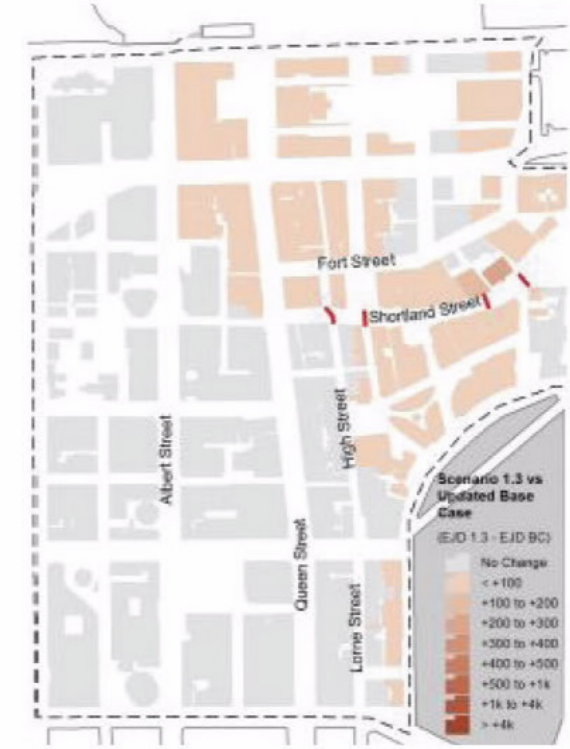 Fort Street
Shortland Street
High Street
Albert Street
Queen Street
Lorne Street
Scenario 1.3 vs
Updated Base
Case
(EJD 1.3 - EJD BC)
No Change
< +100
+100 to +200
+200 to +300
+300 to +400
+400 to +500
+500 to +1k
+1k to +4k
> +4k